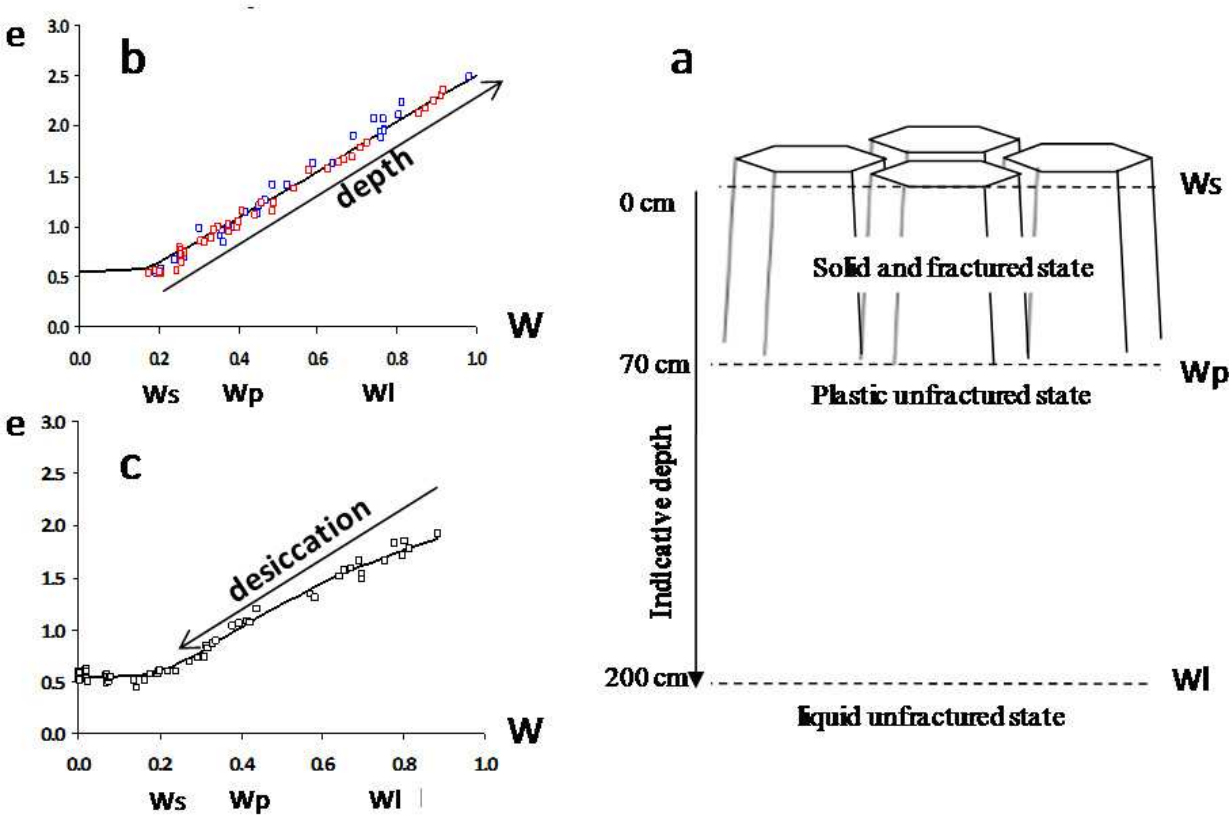 e
b
3.0
2.5
2.0
1.5
1.0
0.5
0.0
depth
W
0.0 0.2 0.4 0.6 0.8 1.0
Ws Wp Wl
e
c
3.0
2.5
2.0
1.5
1.0
0.5
0.0
desiccation
W
0.0 0.2 0.4 0.6 0.8 1.0
Ws Wp Wl
a
Ws
0 cm
Solid and fractured state
70 cm
Wp
Plastic unfractured state
Indicative depth
200 cm
Wl
liquid unfractured state